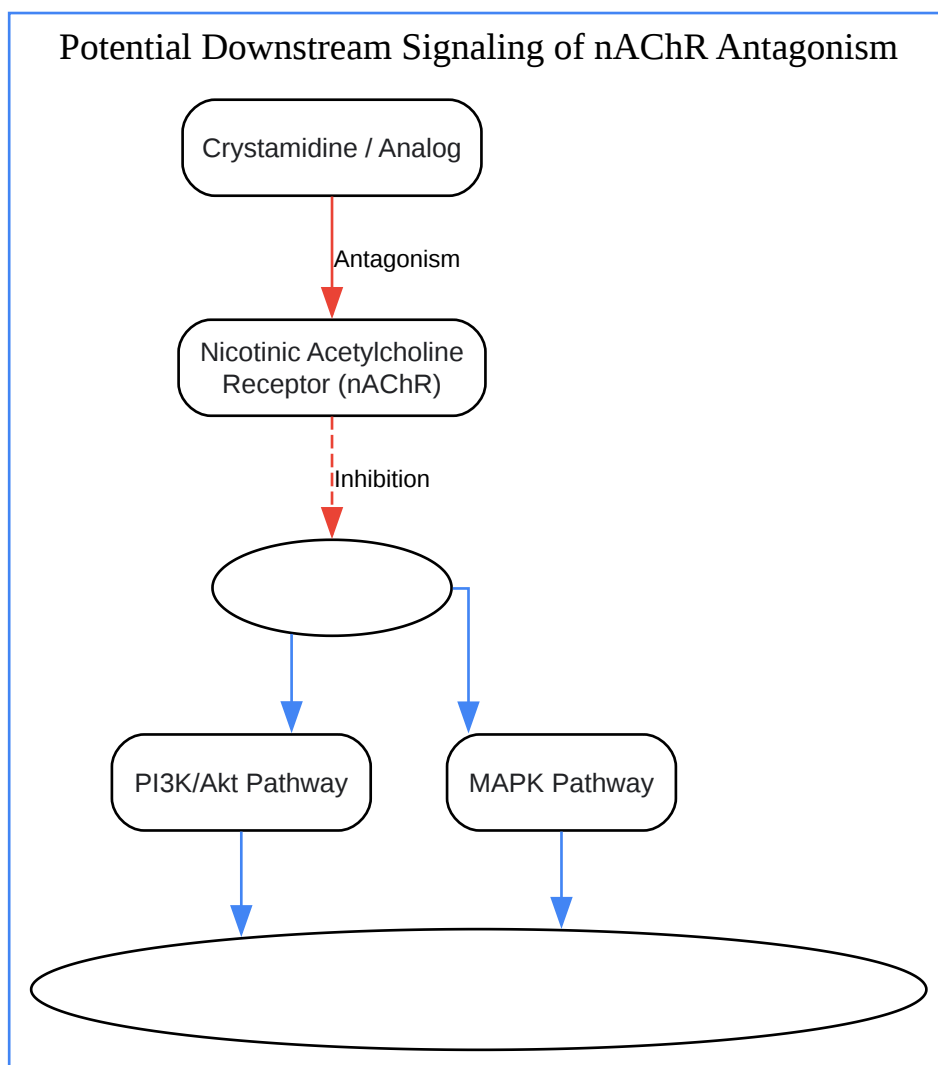 Potential Downstream Signaling of nAChR Antagonism
Crystamidine / Analog
Antagonism
Nicotinic Acetylcholine
Receptor (nAChR)
Inhibition
PI3K/Akt Pathway
MAPK Pathway